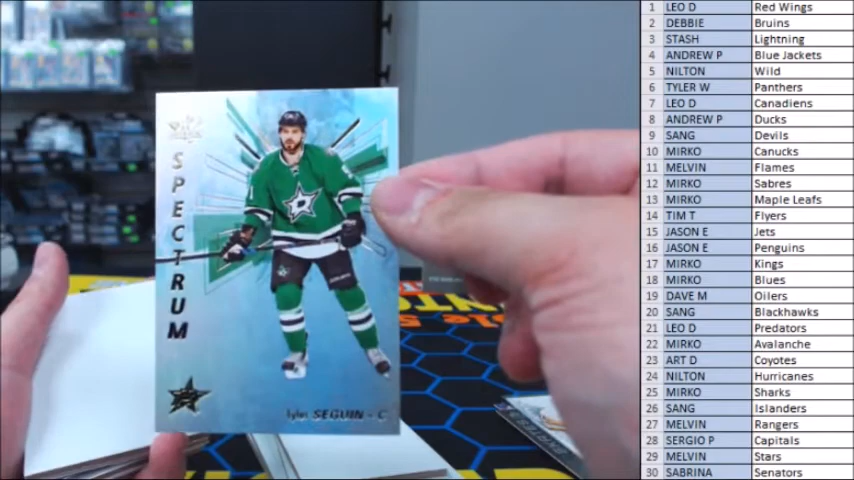 SPECTRUM
Tyler SEGUIN - C
1 LEO D Red Wings
2 DEBBIE Bruins
3 STASH Lightning
4 ANDREW P Blue Jackets
5 NILTON Wild
6 TYLER W Panthers
7 LEO D Canadiens
8 ANDREW P Ducks
9 SANG Devils
10 MIRKO Canucks
11 MELVIN Flames
12 MIRKO Sabres
13 MIRKO Maple Leafs
14 TIM T Flyers
15 JASON E Jets
16 JASON E Penguins
17 MIRKO Kings
18 MIRKO Blues
19 DAVE M Oilers
20 SANG Blackhawks
21 LEO D Predators
22 MIRKO Avalanche
23 ART D Coyotes
24 NILTON Hurricanes
25 MIRKO Sharks
26 SANG Islanders
27 MELVIN Rangers
28 SERGIO P Capitals
29 MELVIN Stars
30 SABRINA Senators